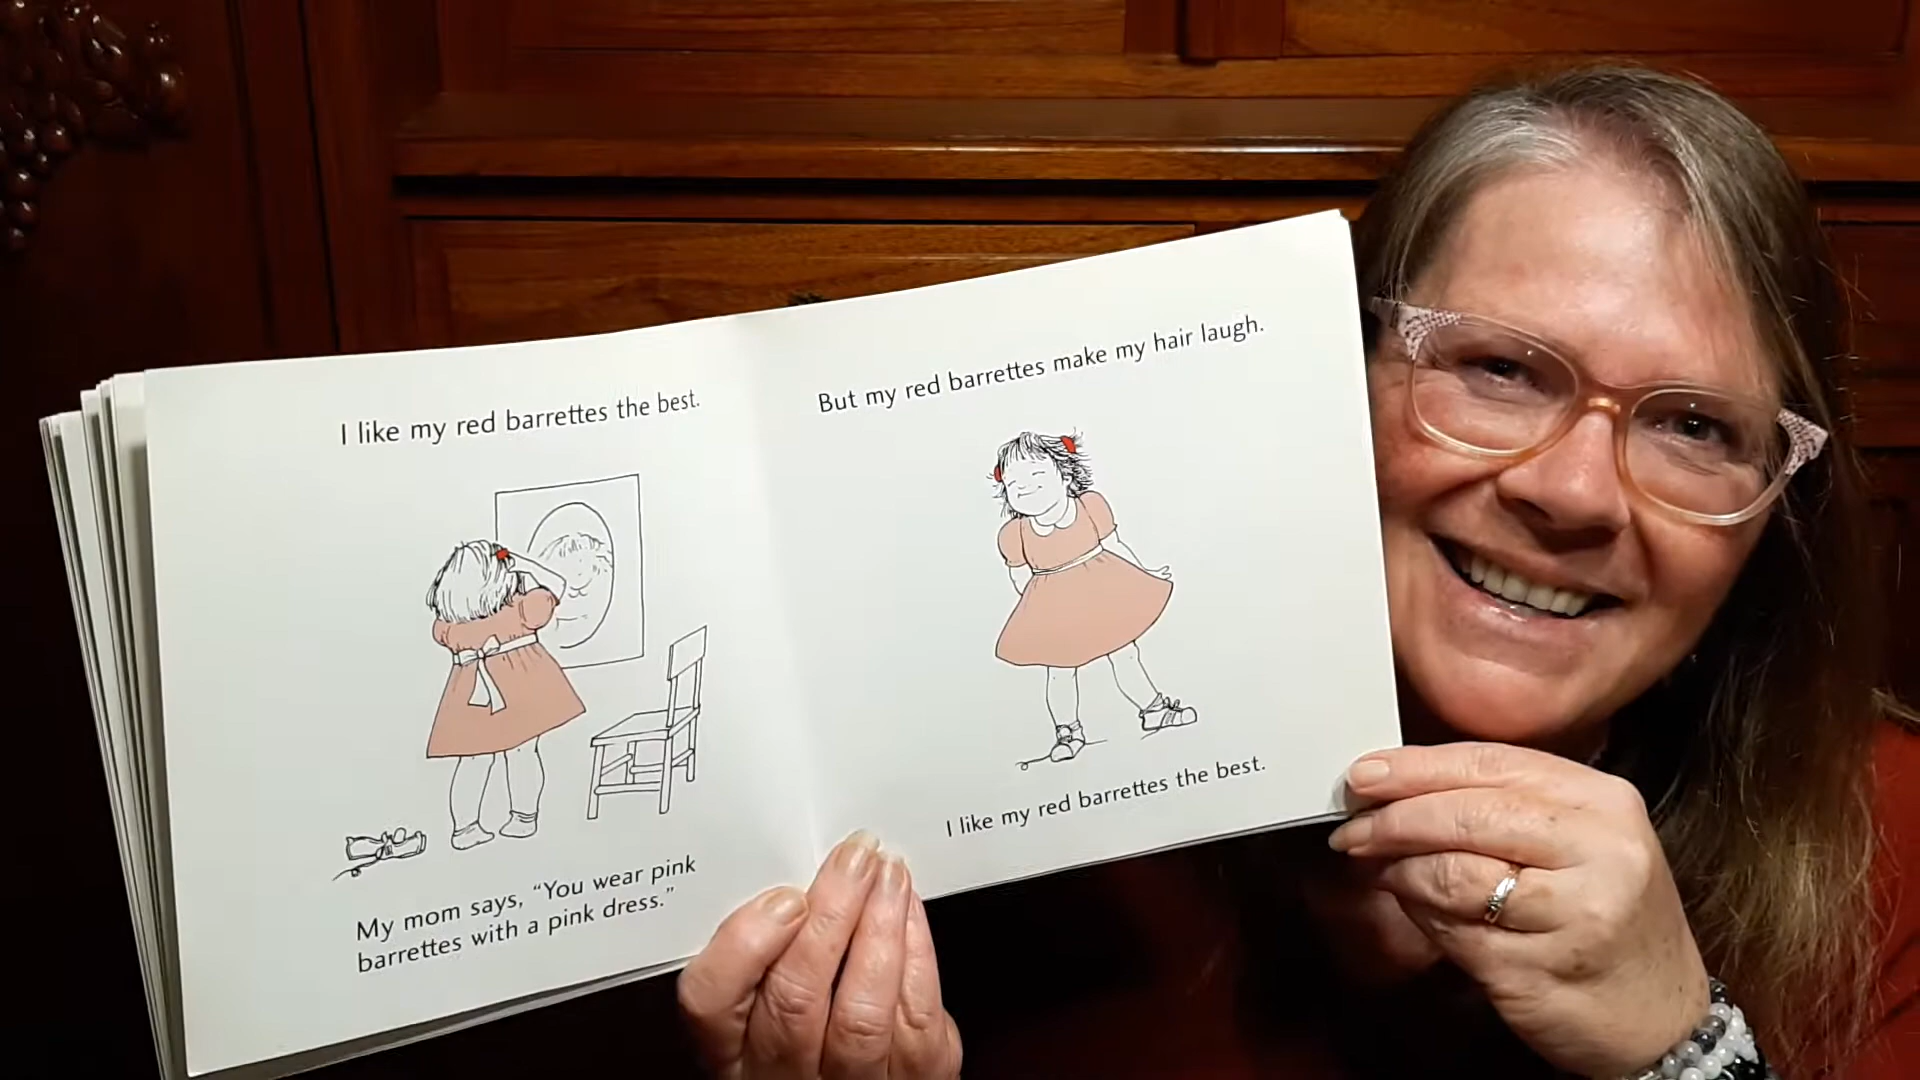 I like my red barrettes the best.
My mom says, “You wear pink
barrettes with a pink dress.”
But my red barrettes make my hair laugh.
I like my red barrettes the best.